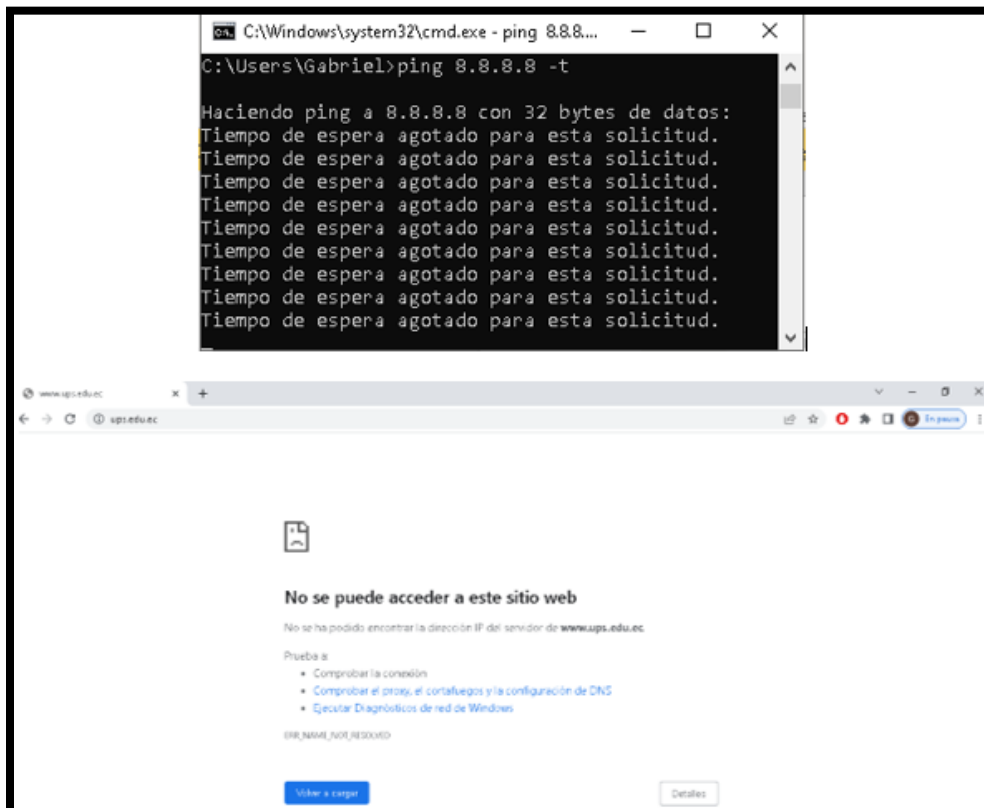 C:\Windows\system32\cmd.exe - ping 8.8.8....
C:\Users\Gabriel>ping 8.8.8.8 -t
Haciendo ping a 8.8.8.8 con 32 bytes de datos:
Tiempo de espera agotado para esta solicitud.
Tiempo de espera agotado para esta solicitud.
Tiempo de espera agotado para esta solicitud.
Tiempo de espera agotado para esta solicitud.
Tiempo de espera agotado para esta solicitud.
Tiempo de espera agotado para esta solicitud.
Tiempo de espera agotado para esta solicitud.
Tiempo de espera agotado para esta solicitud.
Tiempo de espera agotado para esta solicitud.
www.ups.edu.ec
ups.edu.ec
En pausa
No se puede acceder a este sitio web
No se ha podido encontrar la dirección IP del servidor de www.ups.edu.ec.
Prueba a:
• Comprobar la conexión
• Comprobar el proxy, el cortafuegos y la configuración de DNS
• Ejecutar Diagnósticos de red de Windows
ERR_NAME_NOT_RESOLVED
Volver a cargar
Detalles